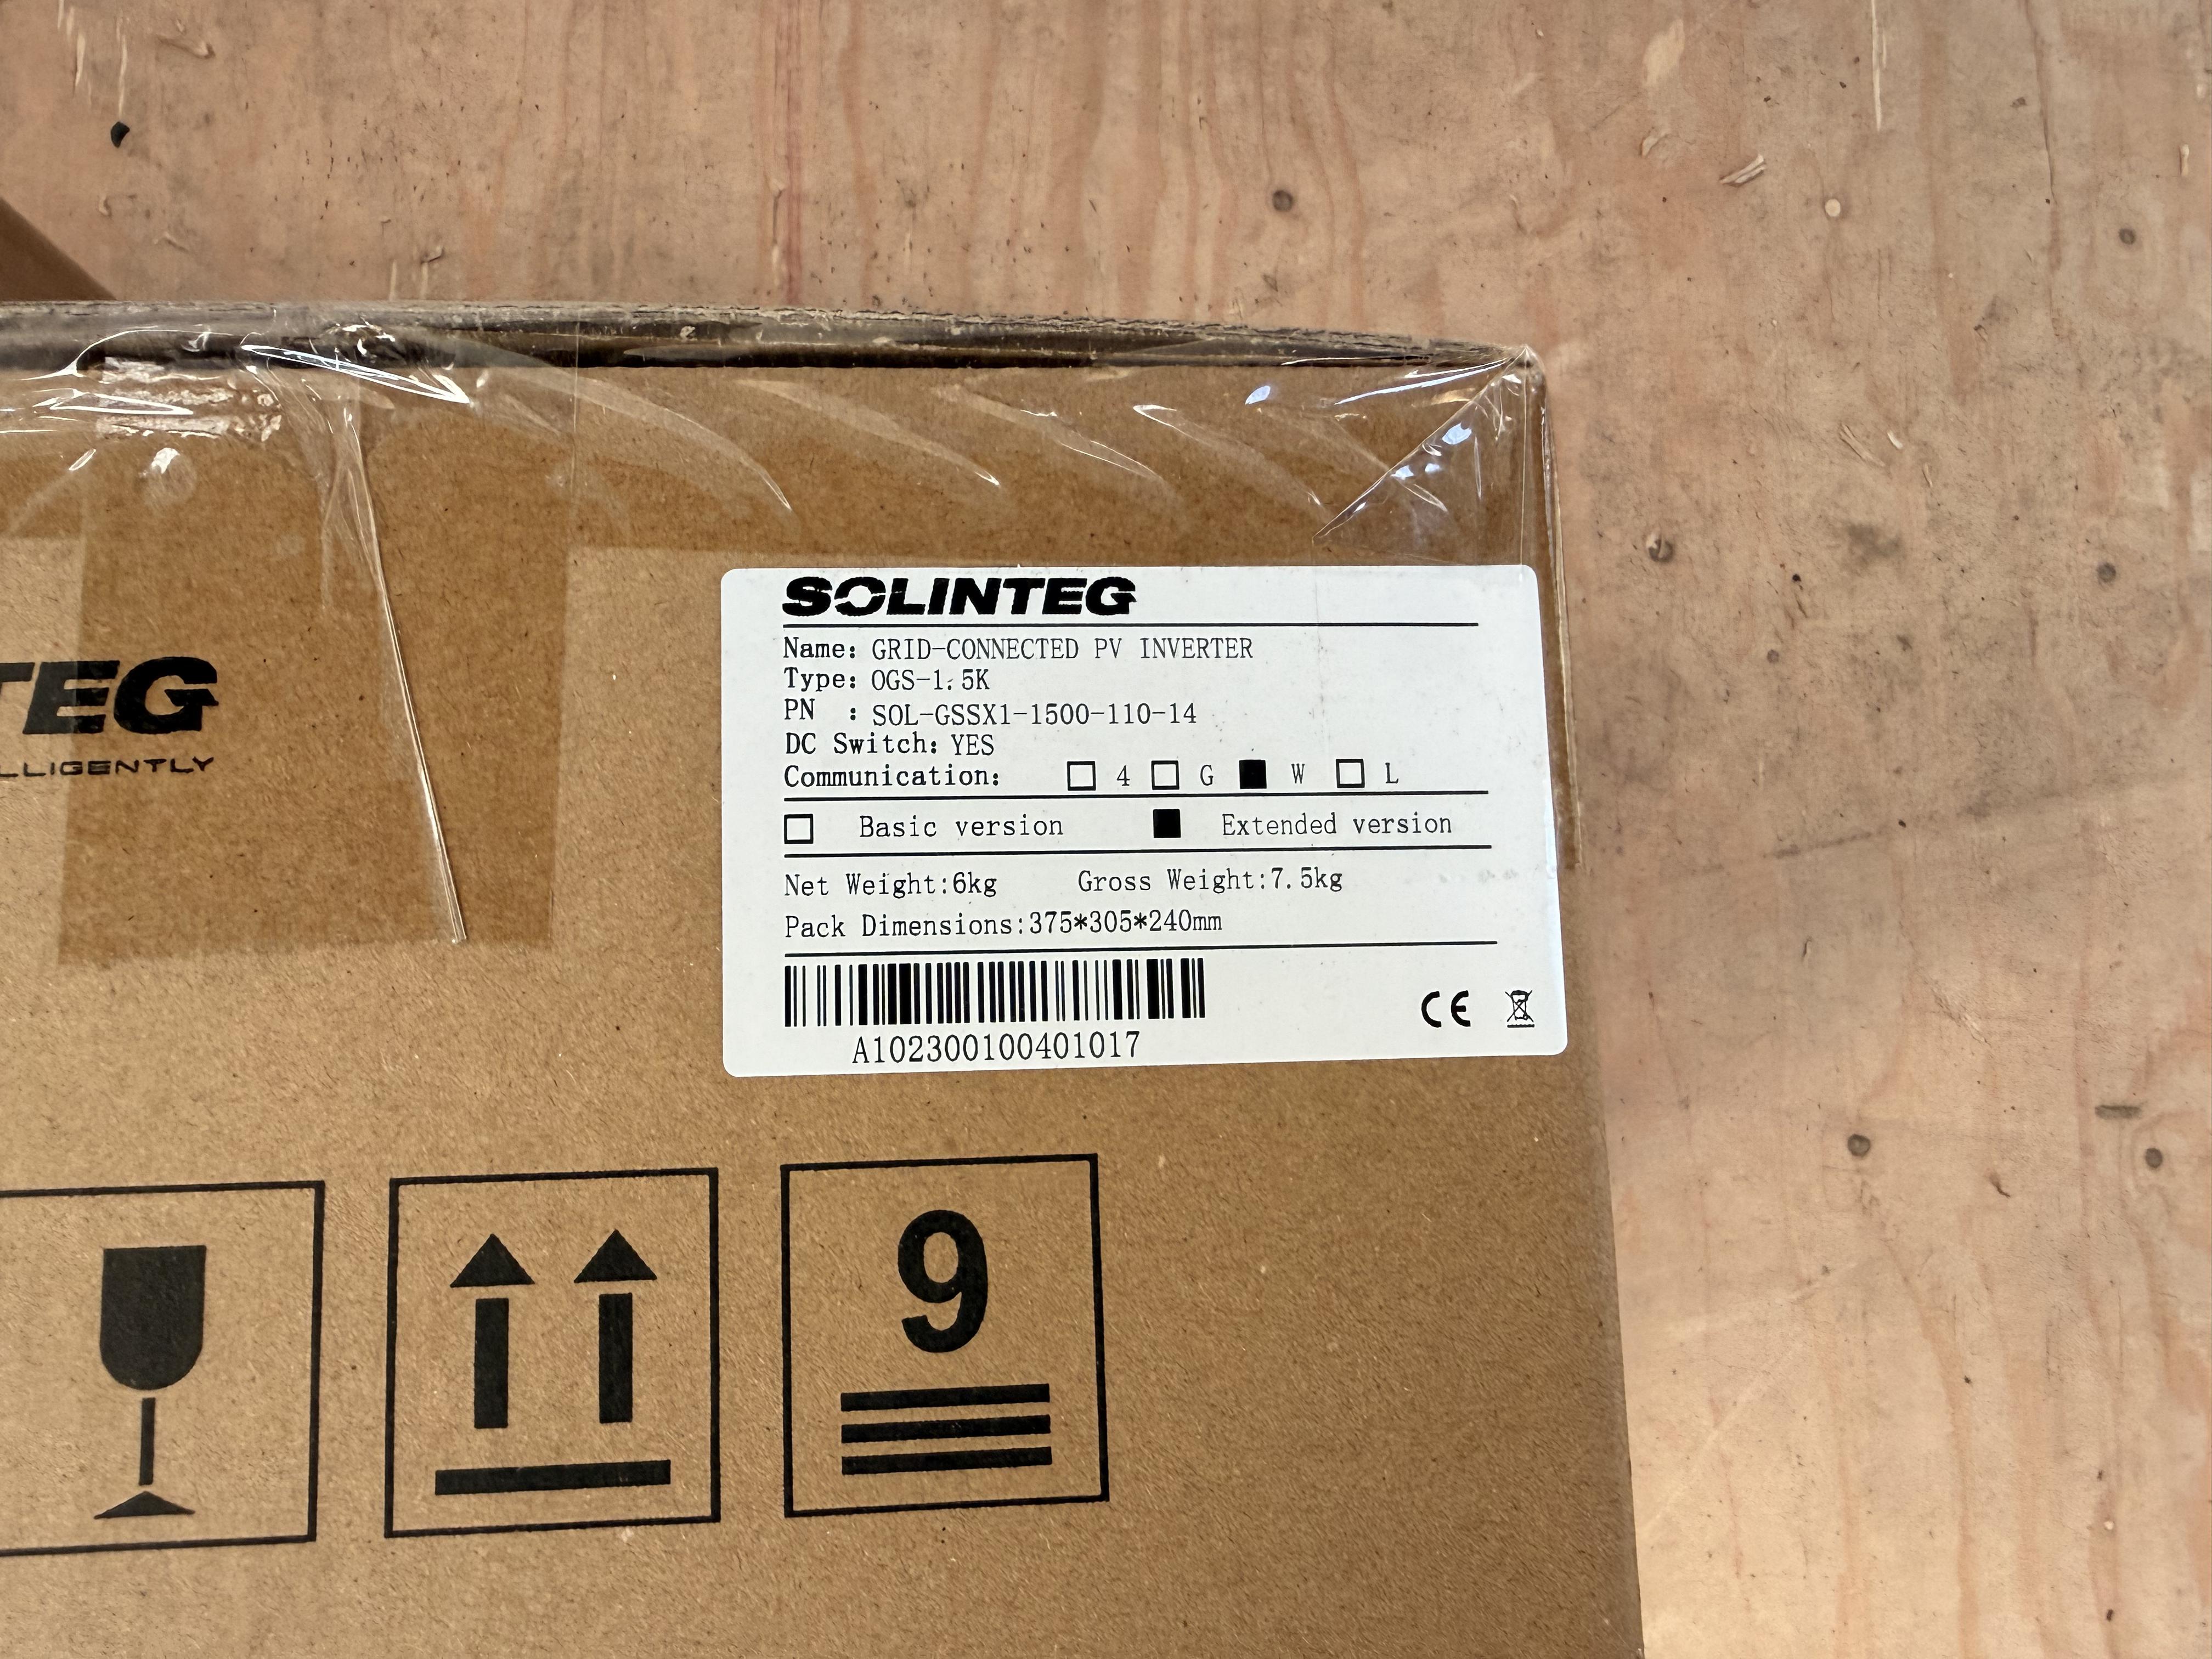 SOLINTEG
Name: GRID-CONNECTED PV INVERTER
Type: OGS-1.5K
PN : SOL-GSSX1-1500-110-14
DC Switch: YES
Communication: □ 4 □ G ■ W □ L
□ Basic version ■ Extended version
Net Weight:6kg Gross Weight:7.5kg
Pack Dimensions:375*305*240mm
A102300100401017
CE
TEG
LLIGENTLY
9